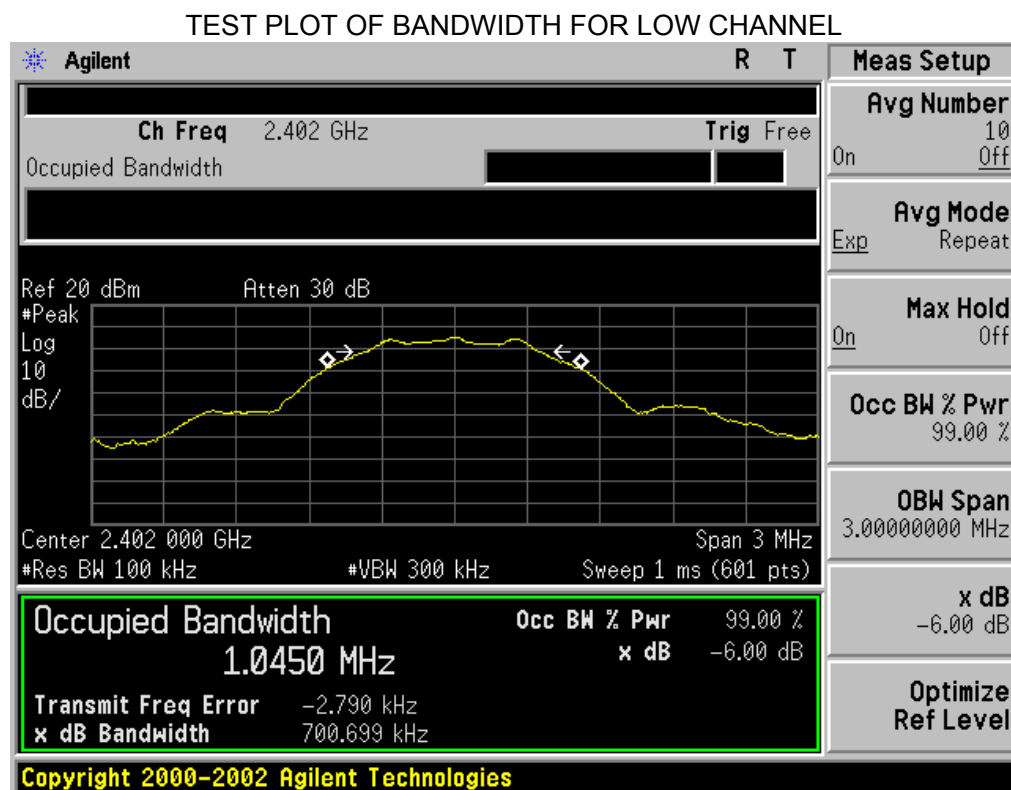 TEST PLOT OF BANDWIDTH FOR LOW CHANNEL
Agilent R T
Ch Freq 2.402 GHz Trig Free
Occupied Bandwidth
Ref 20 dBm Atten 30 dB
#Peak
Log
10
dB/
Center 2.402 000 GHz Span 3 MHz
#Res BW 100 kHz #VBW 300 kHz Sweep 1 ms (601 pts)
Occupied Bandwidth Occ BW % Pwr 99.00 %
1.0450 MHz x dB -6.00 dB
Transmit Freq Error -2.790 kHz
x dB Bandwidth 700.699 kHz
Copyright 2000-2002 Agilent Technologies
Meas Setup
Avg Number
10
On Off
Avg Mode
Exp Repeat
Max Hold
On Off
Occ BW % Pwr
99.00 %
OBW Span
3.00000000 MHz
x dB
-6.00 dB
Optimize
Ref Level